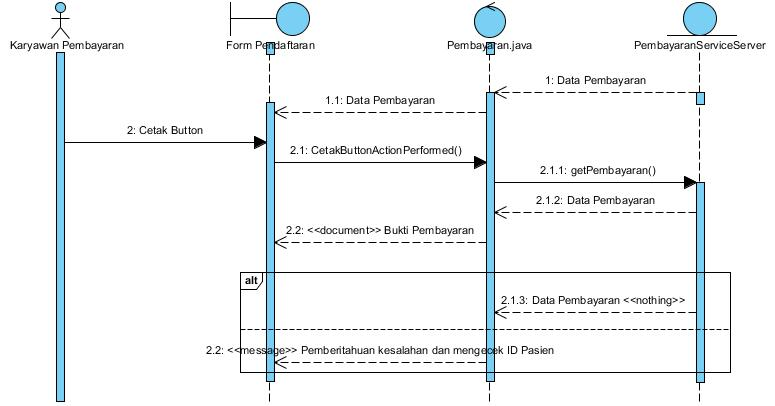 Karyawan Pembayaran
Form Pendaftaran
Pembayaran.java
PembayaranServiceServer
1: Data Pembayaran
1.1: Data Pembayaran
2: Cetak Button
2.1: CetakButtonActionPerformed()
2.1.1: getPembayaran()
2.1.2: Data Pembayaran
2.2: <<document>> Bukti Pembayaran
alt
2.1.3: Data Pembayaran <<nothing>>
2.2: <<message>> Pemberitahuan kesalahan dan mengecek ID Pasien